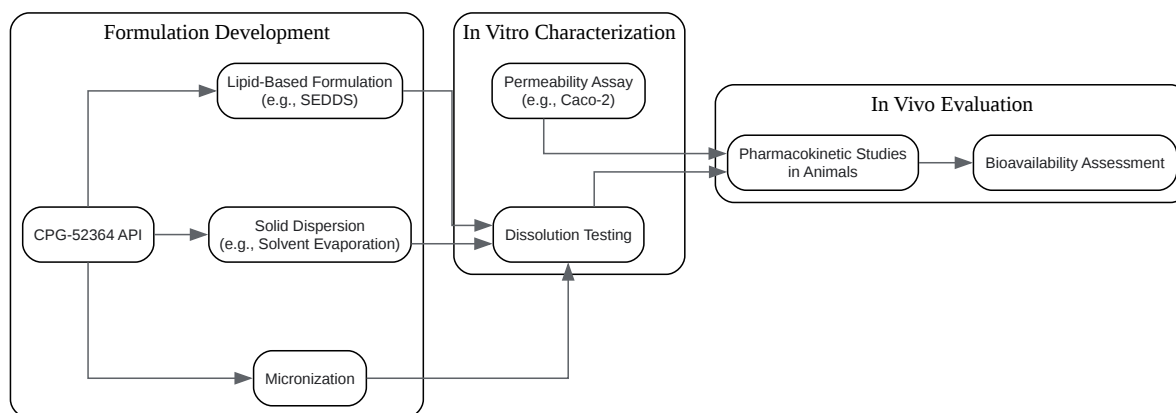 Formulation Development
Lipid-Based Formulation
(e.g., SEDDS)
CPG-52364 API
Solid Dispersion
(e.g., Solvent Evaporation)
Micronization
In Vitro Characterization
Permeability Assay
(e.g., Caco-2)
Dissolution Testing
In Vivo Evaluation
Pharmacokinetic Studies
in Animals
Bioavailability Assessment